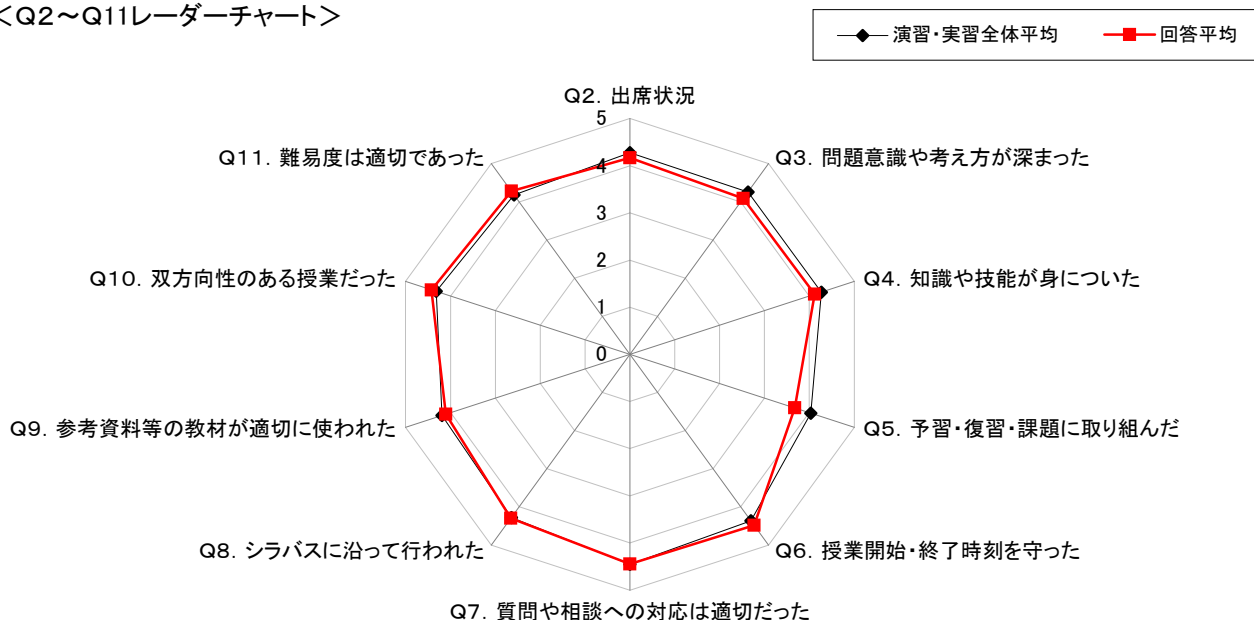 ＜Q2～Q11レーダーチャート＞
演習・実習全体平均
回答平均
Q2．出席状況
Q3．問題意識や考え方が深まった
Q4．知識や技能が身についた
Q5．予習・復習・課題に取り組んだ
Q6．授業開始・終了時刻を守った
Q7．質問や相談への対応は適切だった
Q8．シラバスに沿って行われた
Q9．参考資料等の教材が適切に使われた
Q10．双方向性のある授業だった
Q11．難易度は適切であった
5
4
3
2
1
0